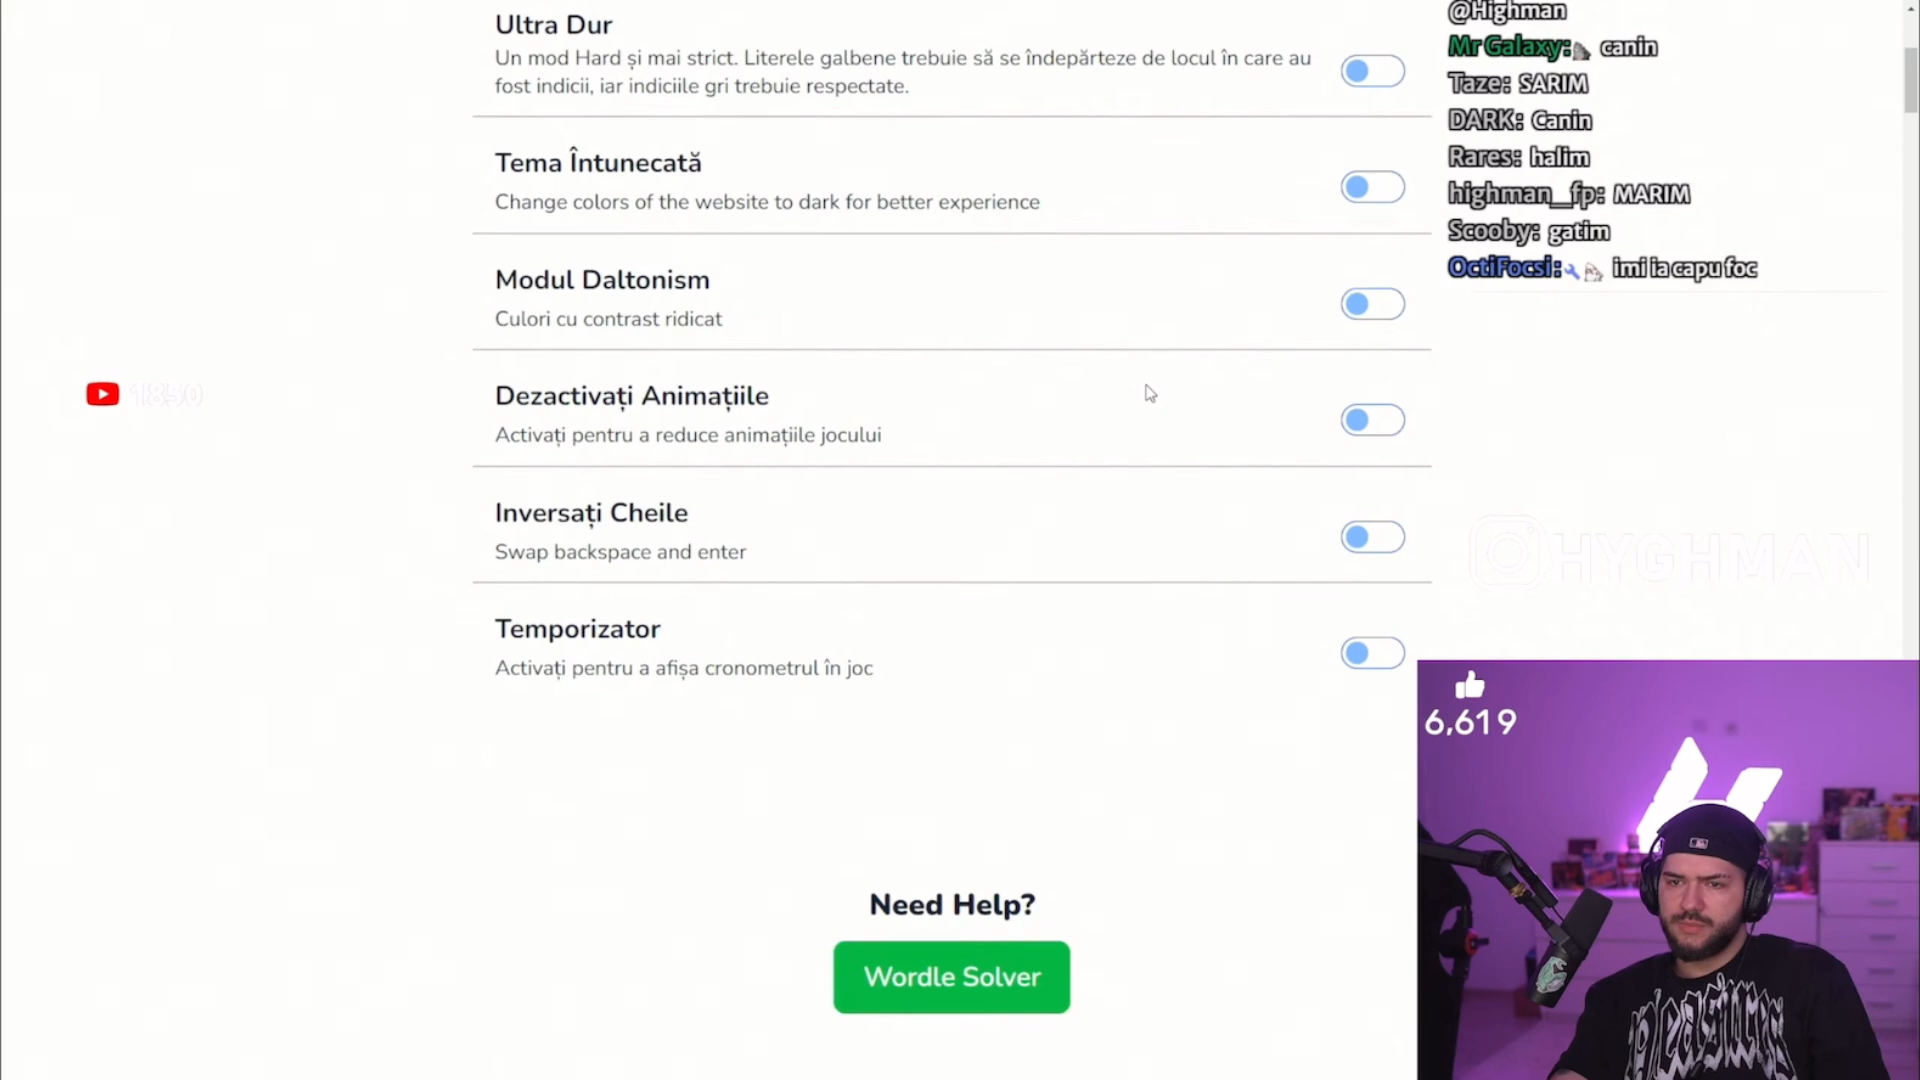 Ultra Dur
Un mod Hard și mai strict. Literele galbene trebuie să se îndepărteze de locul în care au
fost indicii, iar indiciile gri trebuie respectate.
Tema Întunecată
Change colors of the website to dark for better experience
Modul Daltonism
Culori cu contrast ridicat
Dezactivați Animațiile
Activați pentru a reduce animațiile jocului
Inversați Cheile
Swap backspace and enter
Temporizator
Activați pentru a afișa cronometrul în joc
Need Help?
Wordle Solver
@Highman
Mr Galaxy: canin
Taze: SARIM
DARK: Canin
Rares: halim
highman_fp: MARIM
Scooby: gatim
OctiFocsi: imi ia capu foc
1850
HYGHMAN
6,619